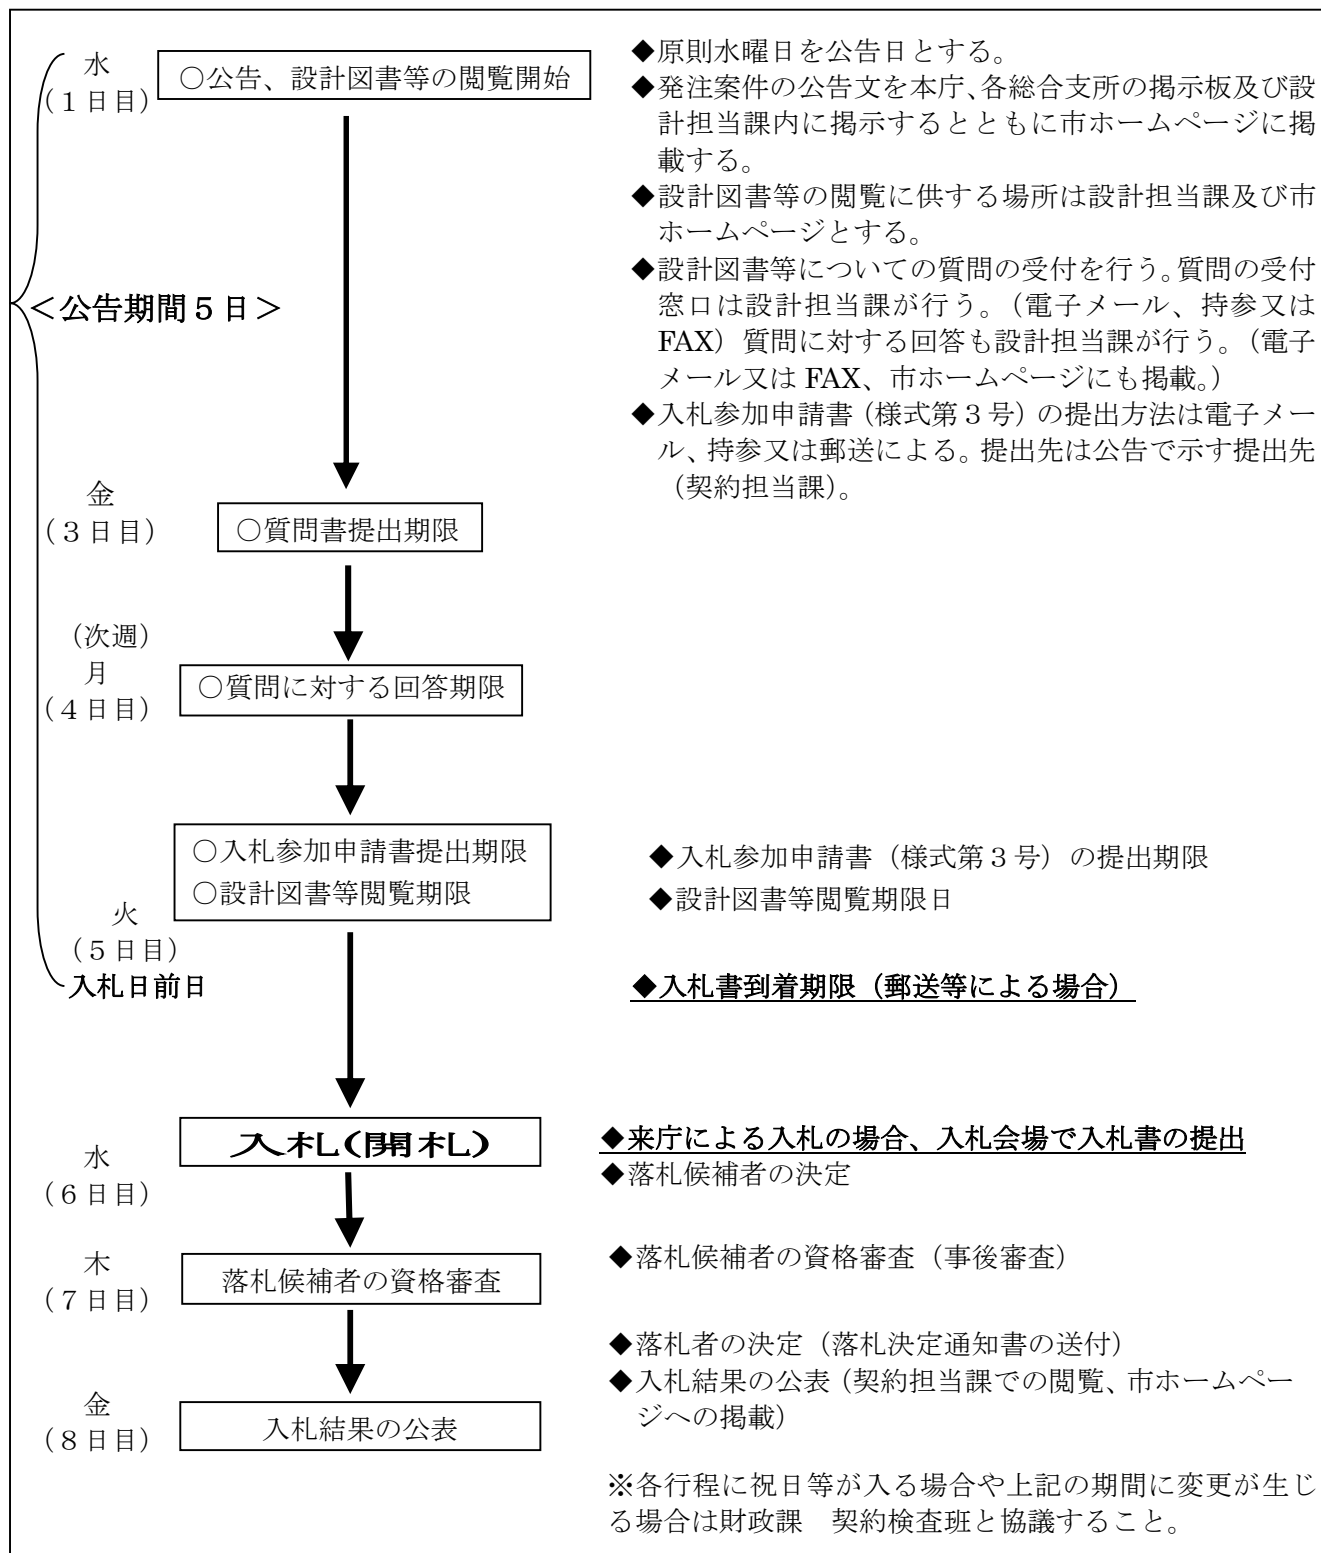 水
（１日目）
○公告、設計図書等の閲覧開始
◆原則水曜日を公告日とする。
◆発注案件の公告文を本庁、各総合支所の掲示板及び設
計担当課内に掲示するとともに市ホームページに掲
載する。
◆設計図書等の閲覧に供する場所は設計担当課及び市
ホームページとする。
◆設計図書等についての質問の受付を行う。質問の受付
窓口は設計担当課が行う。（電子メール、持参又は
FAX）質問に対する回答も設計担当課が行う。（電子
メール又は FAX、市ホームページにも掲載。）
◆入札参加申請書（様式第３号）の提出方法は電子メー
ル、持参又は郵送による。提出先は公告で示す提出先
（契約担当課）。
＜公告期間５日＞
金
（３日目）
○質問書提出期限
（次週）
月
（４日目）
○質問に対する回答期限
○入札参加申請書提出期限
○設計図書等閲覧期限
◆入札参加申請書（様式第３号）の提出期限
◆設計図書等閲覧期限日
火
（５日目）
入札日前日
◆入札書到着期限（郵送等による場合）
入札（開札）
水
（６日目）
◆来庁による入札の場合、入札会場で入札書の提出
◆落札候補者の決定
木
（７日目）
落札候補者の資格審査
◆落札候補者の資格審査（事後審査）
◆落札者の決定（落札決定通知書の送付）
◆入札結果の公表（契約担当課での閲覧、市ホームペー
ジへの掲載）
金
（８日目）
入札結果の公表
※各行程に祝日等が入る場合や上記の期間に変更が生じ
る場合は財政課　契約検査班と協議すること。